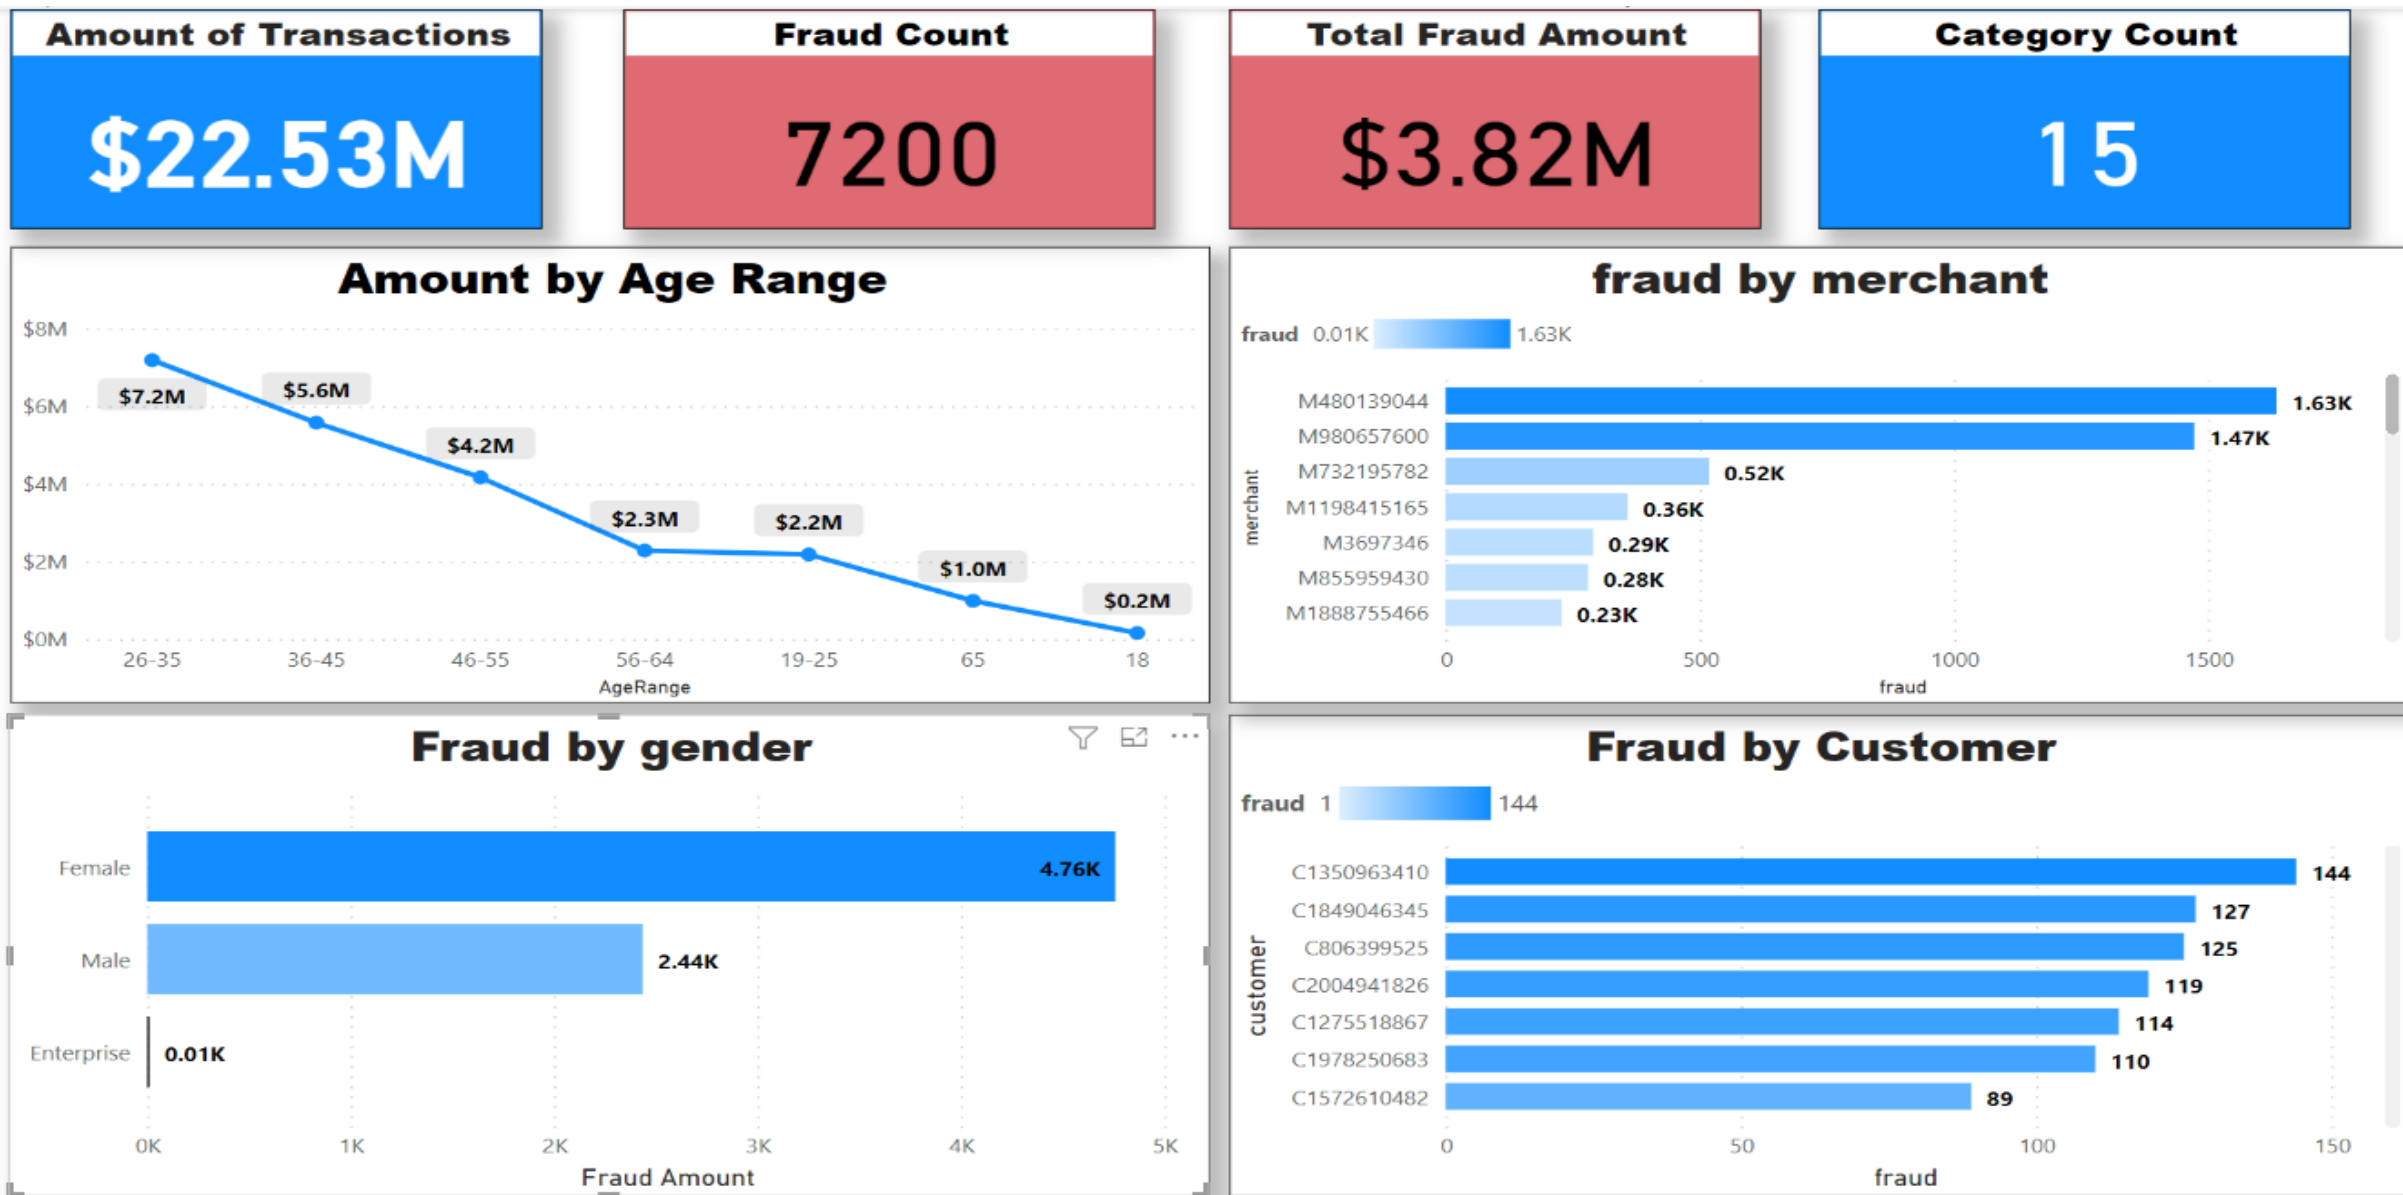 Amount of Transactions
$22.53M
Fraud Count
7200
Total Fraud Amount
$3.82M
Category Count
15
Amount by Age Range
$8M
$6M
$4M
$2M
$0M
$7.2M
$5.6M
$4.2M
$2.3M
$2.2M
$1.0M
$0.2M
26-35 36-45 46-55 56-64 19-25 65 18
AgeRange
fraud by merchant
fraud 0.01K 1.63K
merchant
M480139044 1.63K
M980657600 1.47K
M732195782 0.52K
M1198415165 0.36K
M3697346 0.29K
M855959430 0.28K
M1888755466 0.23K
0 500 1000 1500
fraud
Fraud by gender
Female 4.76K
Male 2.44K
Enterprise 0.01K
0K 1K 2K 3K 4K 5K
Fraud Amount
Fraud by Customer
fraud 1 144
customer
C1350963410 144
C1849046345 127
C806399525 125
C2004941826 119
C1275518867 114
C1978250683 110
C1572610482 89
0 50 100 150
fraud